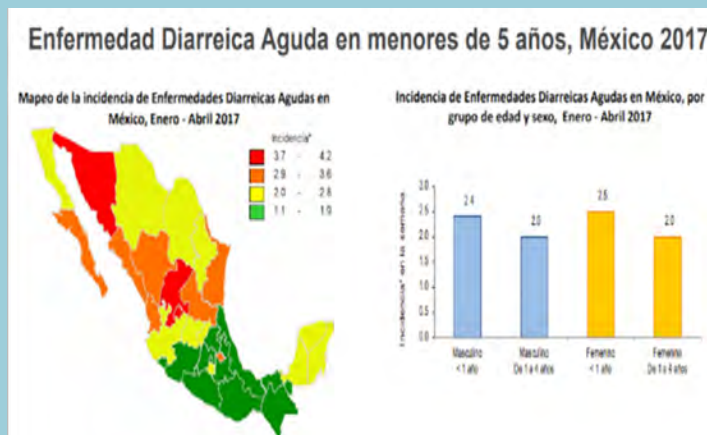 Enfermedad Diarreica Aguda en menores de 5 años, México 2017
Mapeo de la incidencia de Enfermedades Diarreicas Agudas en
México, Enero - Abril 2017
Incidencia*
3.7 - 4.2
2.9 - 3.6
2.0 - 2.8
1.1 - 1.9
Incidencia de Enfermedades Diarreicas Agudas en México, por
grupo de edad y sexo, Enero - Abril 2017
Incidencia* en la semana
3.0
2.5
2.0
1.5
1.0
0.5
0.0
2.4
2.0
2.5
2.0
Masculino
< 1 año
Masculino
De 1 a 4 años
Femenino
< 1 año
Femenino
De 1 a 4 años